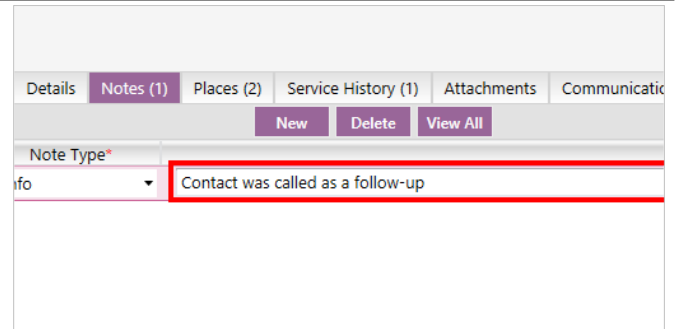 Details Notes (1) Places (2) Service History (1) Attachments
New Delete View All
Note Type*
Contact was called as a follow-up